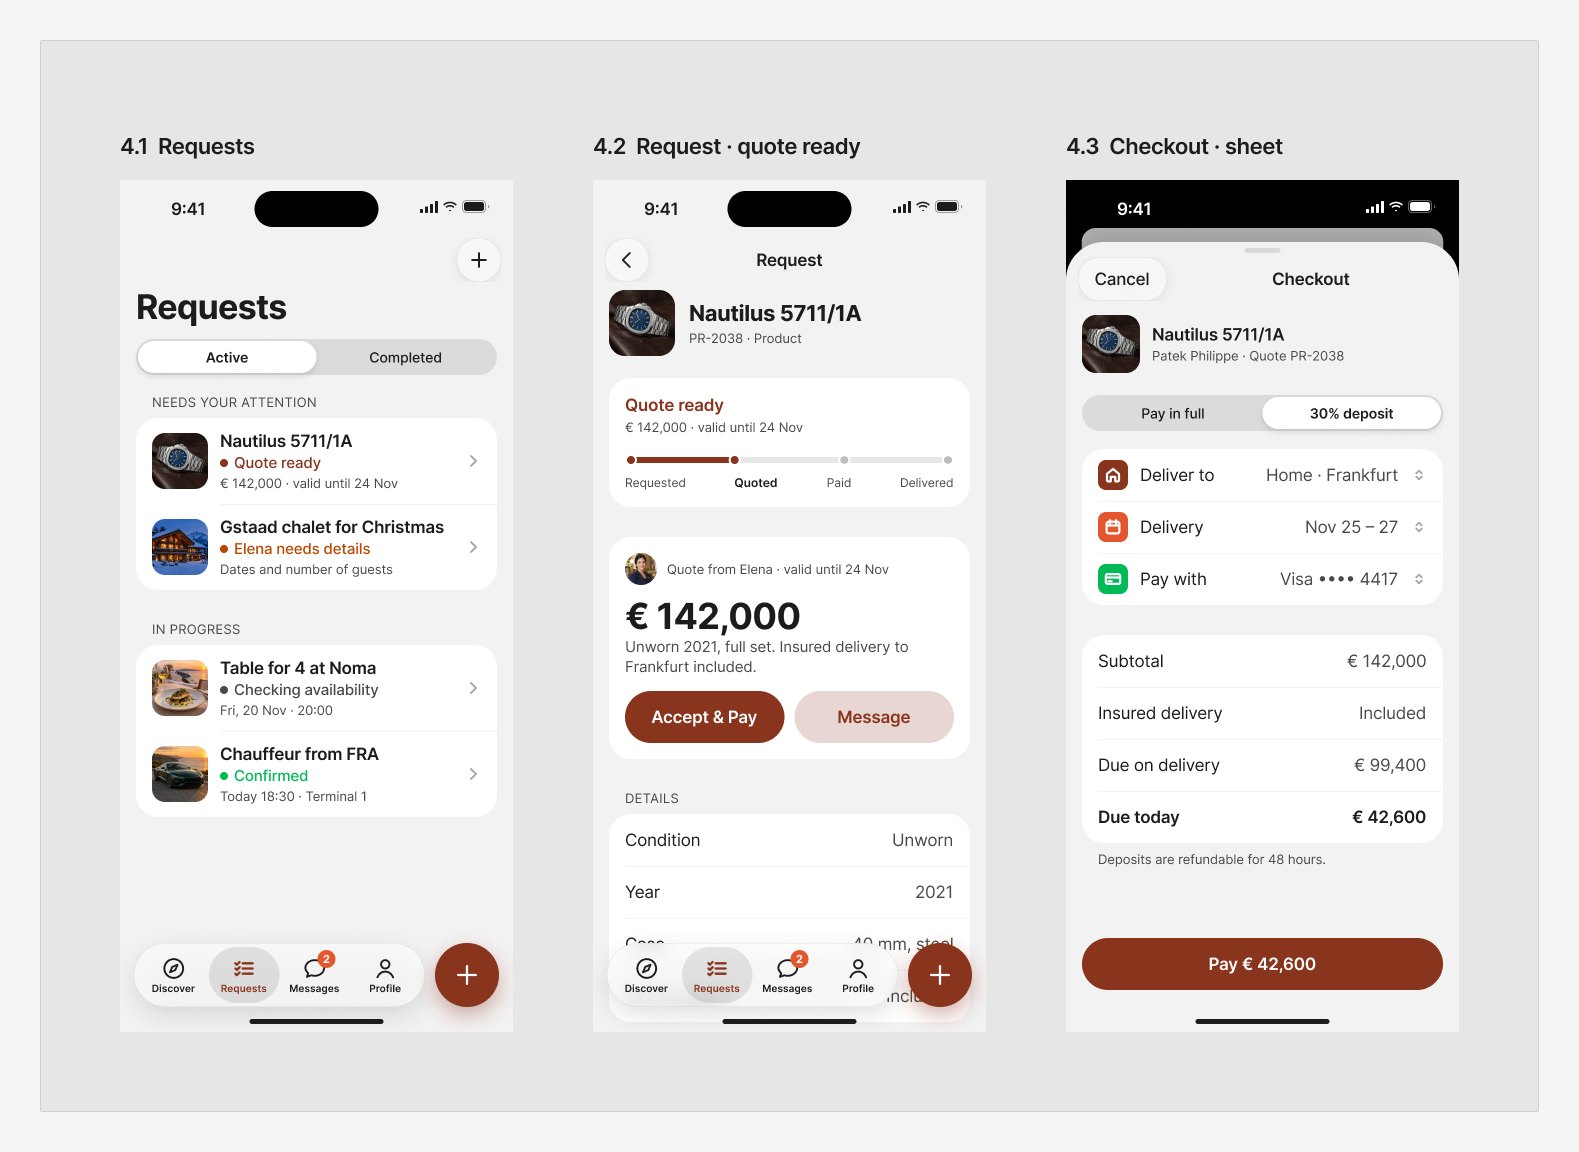 4.1 Requests
9:41
Requests
Active
Completed
NEEDS YOUR ATTENTION
Nautilus 5711/1A
Quote ready
€ 142,000 · valid until 24 Nov
Gstaad chalet for Christmas
Elena needs details
Dates and number of guests
IN PROGRESS
Table for 4 at Noma
Checking availability
Fri, 20 Nov · 20:00
Chauffeur from FRA
Confirmed
Today 18:30 · Terminal 1
Discover
Requests
2
Messages
Profile
4.2 Request · quote ready
9:41
Request
Nautilus 5711/1A
PR-2038 · Product
Quote ready
€ 142,000 · valid until 24 Nov
Requested
Quoted
Paid
Delivered
Quote from Elena · valid until 24 Nov
€ 142,000
Unworn 2021, full set. Insured delivery to
Frankfurt included.
Accept & Pay
Message
DETAILS
Condition
Unworn
Year
2021
Case
40 mm, steel
Discover
Requests
2
Messages
Profile
4.3 Checkout · sheet
9:41
Cancel
Checkout
Nautilus 5711/1A
Patek Philippe · Quote PR-2038
Pay in full
30% deposit
Deliver to
Home · Frankfurt
Delivery
Nov 25 – 27
Pay with
Visa •••• 4417
Subtotal
€ 142,000
Insured delivery
Included
Due on delivery
€ 99,400
Due today
€ 42,600
Deposits are refundable for 48 hours.
Pay € 42,600